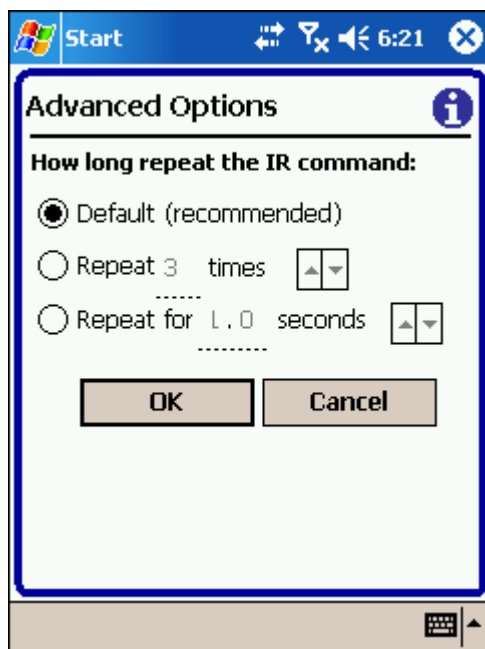 Start 6:21
Advanced Options
How long repeat the IR command:
Default (recommended)
Repeat 3 times
Repeat for 1.0 seconds
OK Cancel